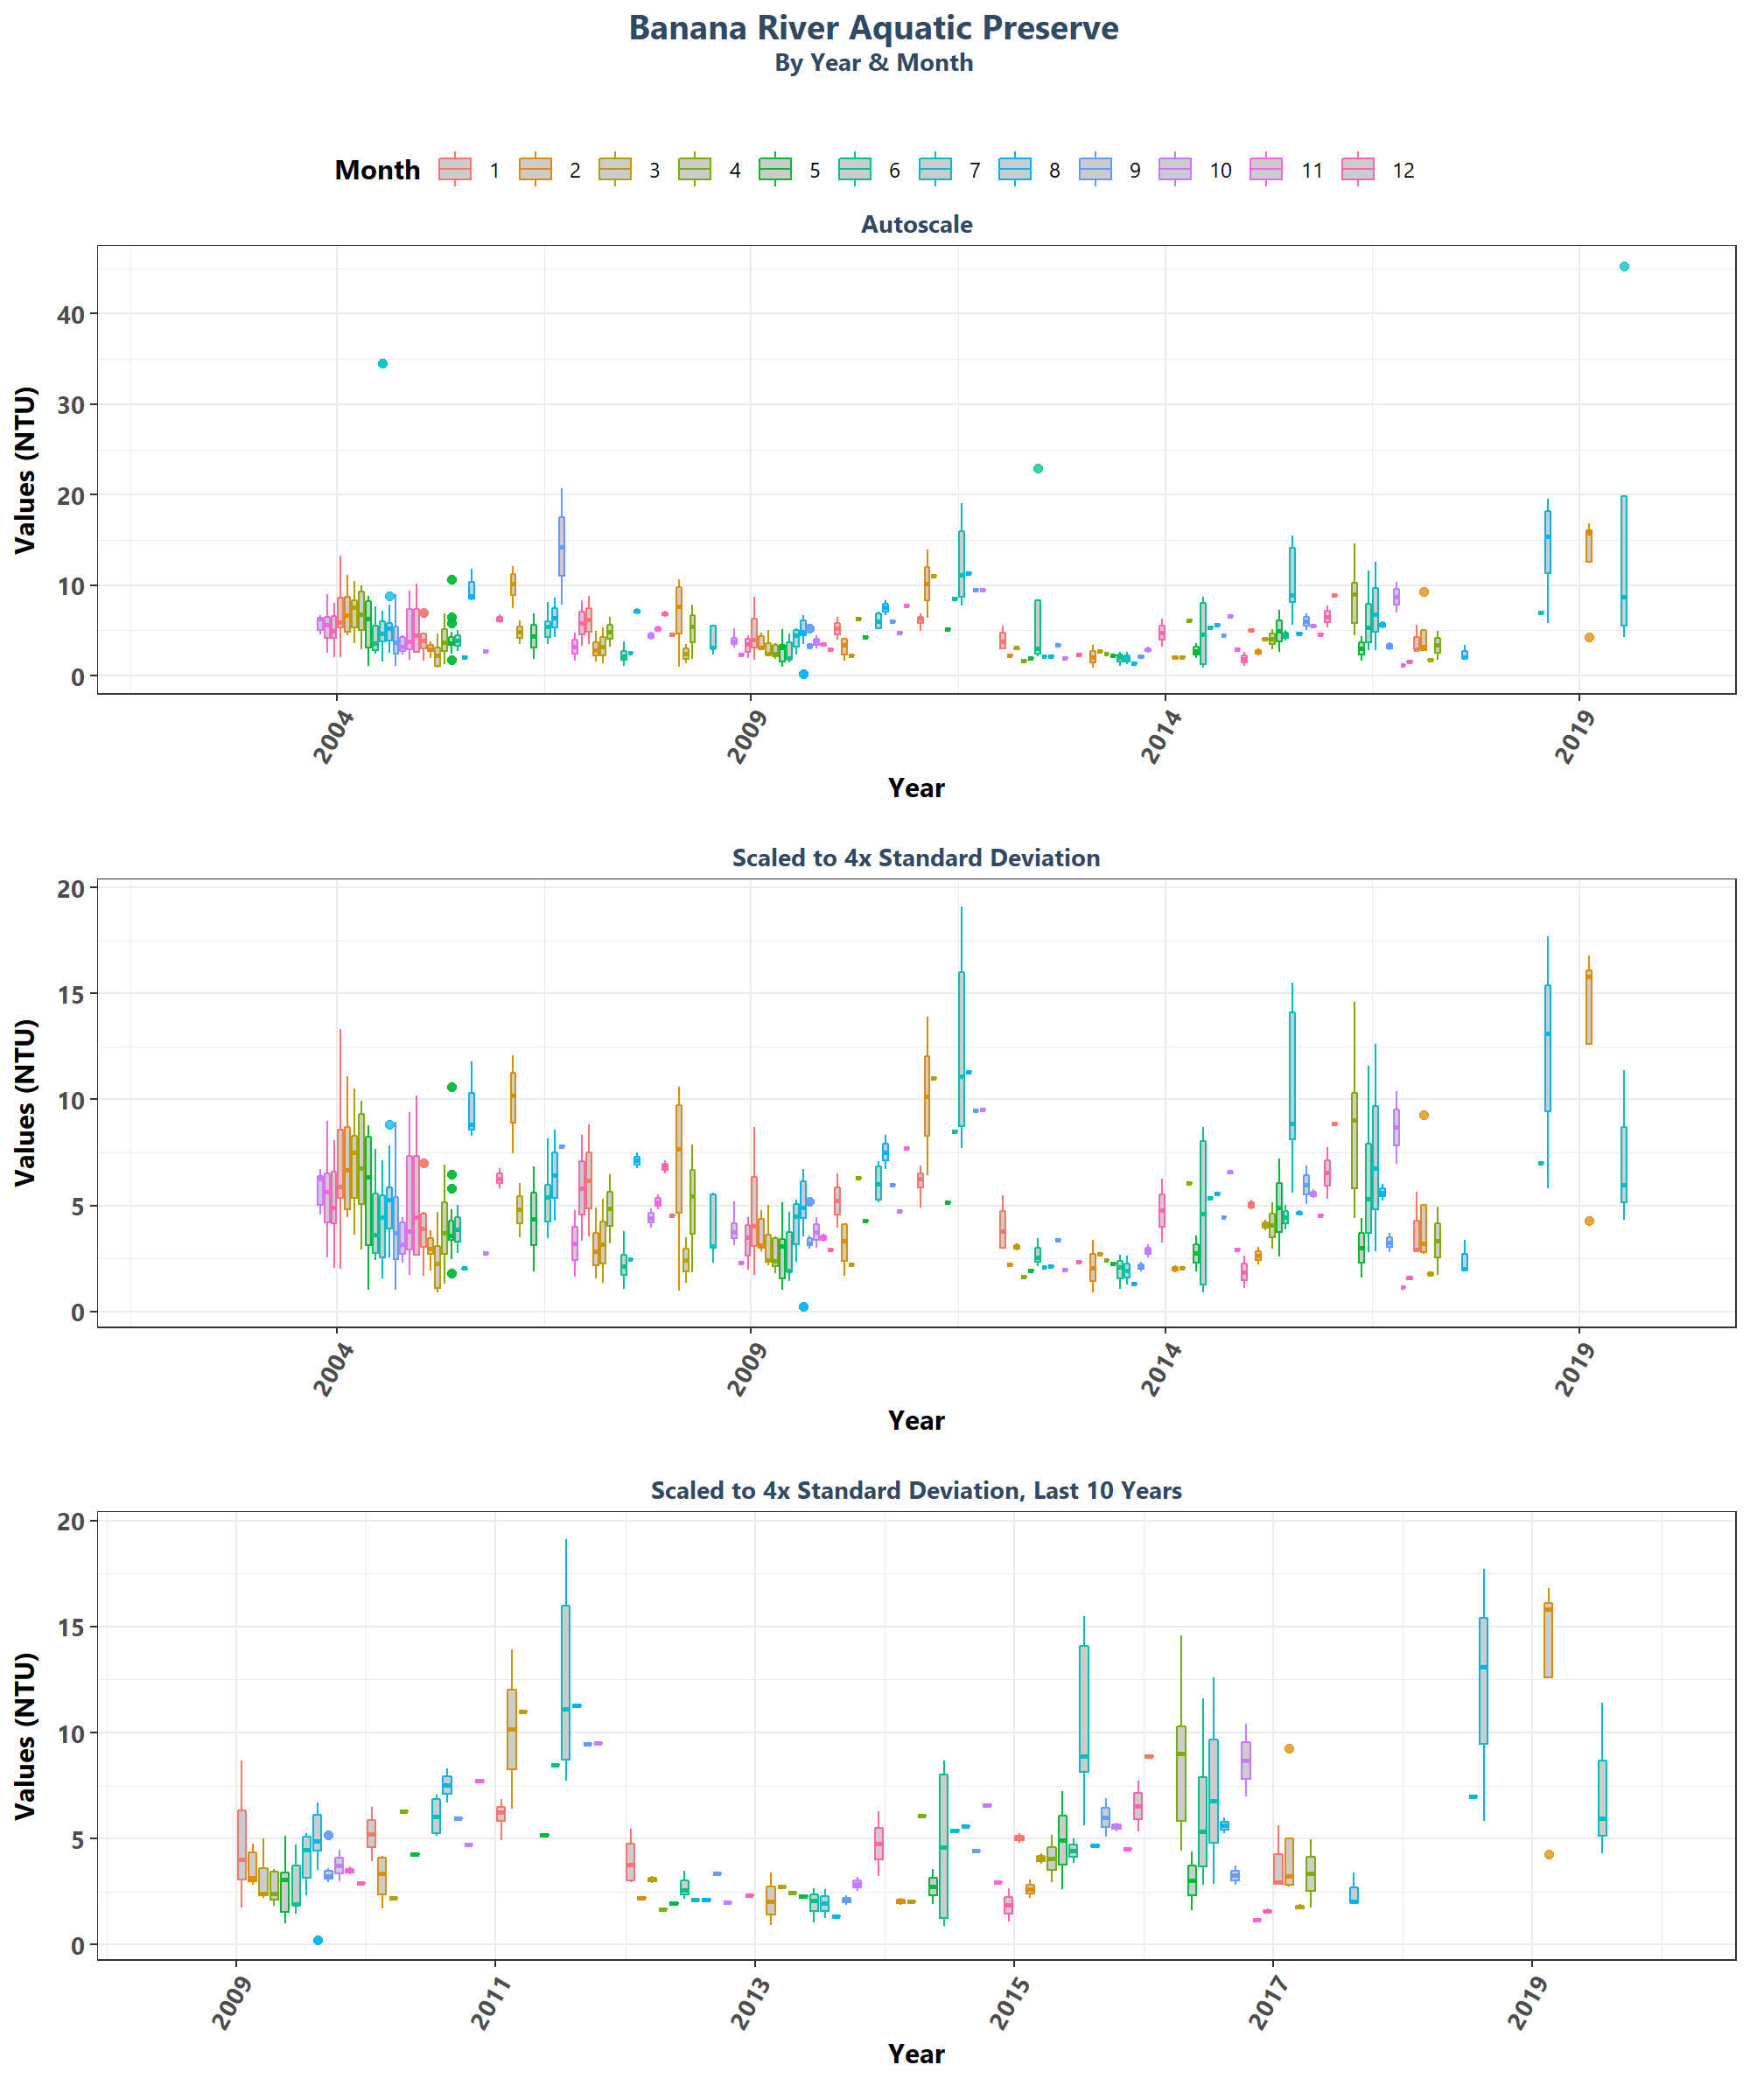 Banana River Aquatic Preserve
By Year & Month
Month 1 2 3 4 5 6 7 8 9 10 11 12
Autoscale
Values (NTU)
40
30
20
10
0
2004 2009 2014 2019
Year
Scaled to 4x Standard Deviation
Values (NTU)
20
15
10
5
0
2004 2009 2014 2019
Year
Scaled to 4x Standard Deviation, Last 10 Years
Values (NTU)
20
15
10
5
0
2009 2011 2013 2015 2017 2019
Year